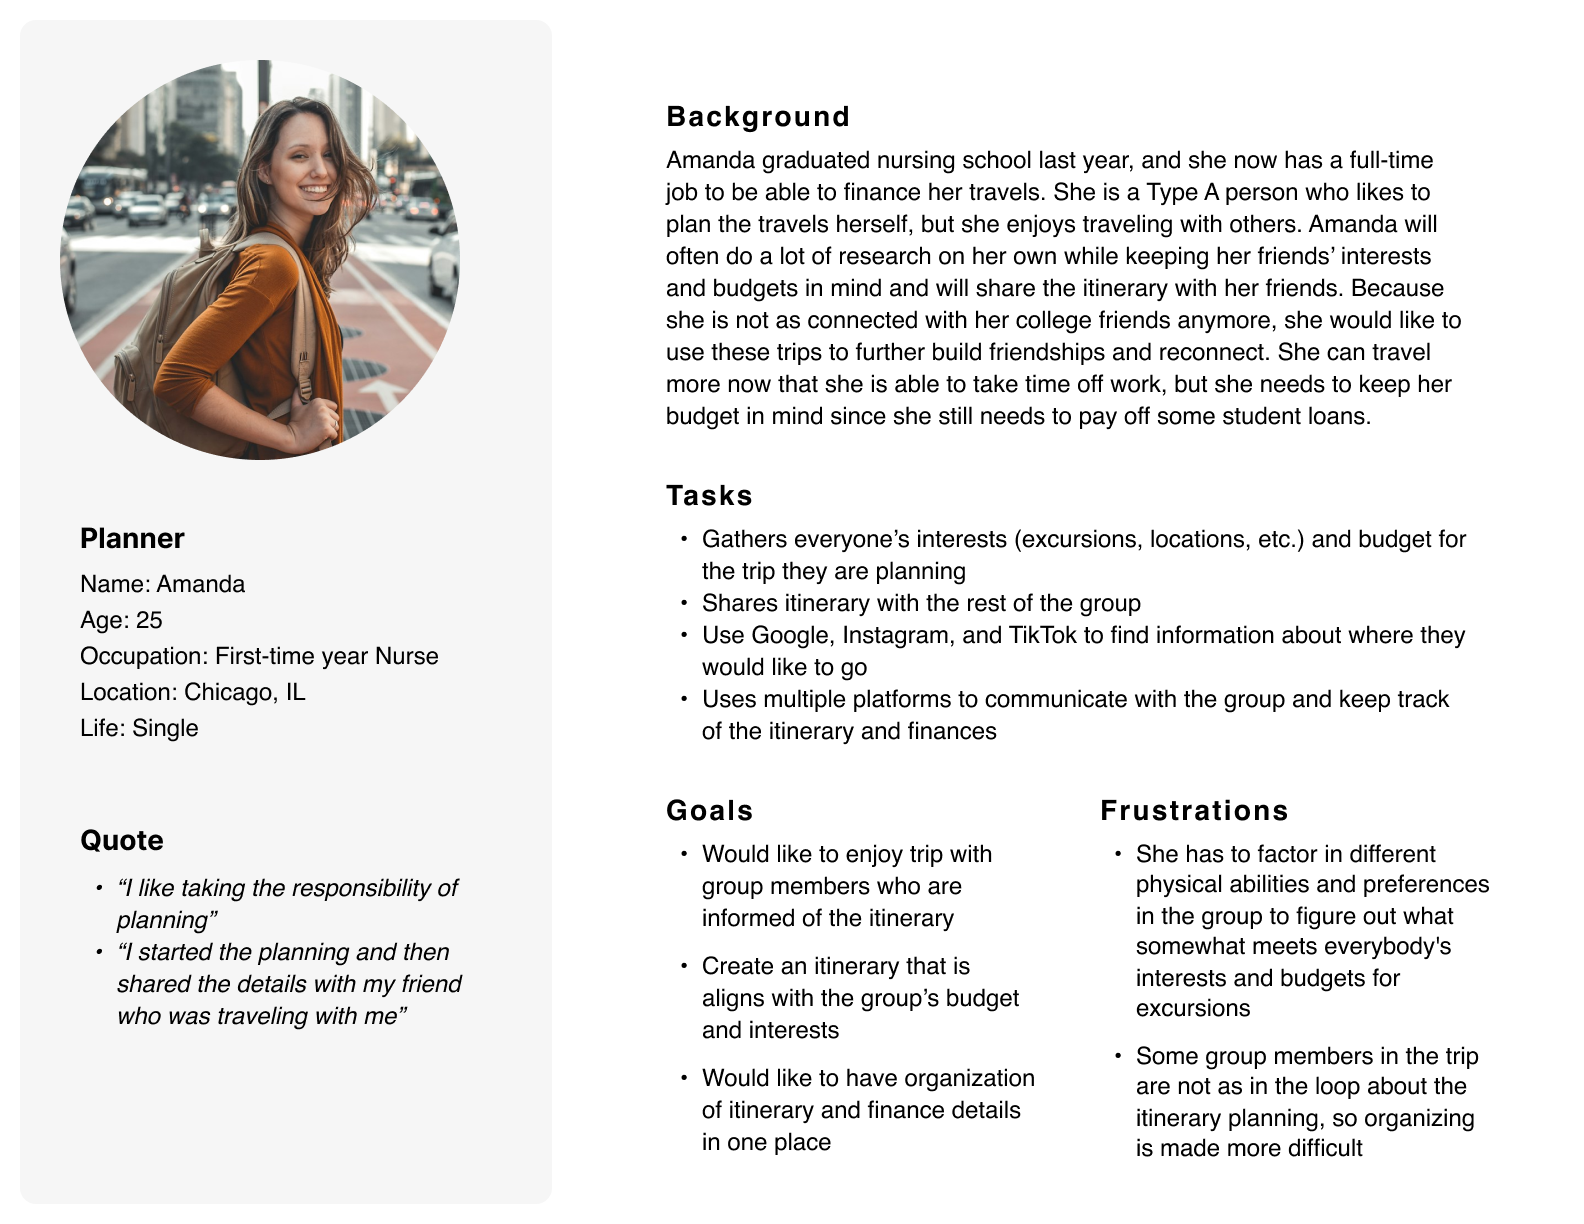 Planner
Name: Amanda
Age: 25
Occupation: First-time year Nurse
Location: Chicago, IL
Life: Single
Quote
• “I like taking the responsibility of
planning”
• “I started the planning and then
shared the details with my friend
who was traveling with me”
Background
Amanda graduated nursing school last year, and she now has a full-time
job to be able to finance her travels. She is a Type A person who likes to
plan the travels herself, but she enjoys traveling with others. Amanda will
often do a lot of research on her own while keeping her friends’ interests
and budgets in mind and will share the itinerary with her friends. Because
she is not as connected with her college friends anymore, she would like to
use these trips to further build friendships and reconnect. She can travel
more now that she is able to take time off work, but she needs to keep her
budget in mind since she still needs to pay off some student loans.
Tasks
• Gathers everyone’s interests (excursions, locations, etc.) and budget for
the trip they are planning
• Shares itinerary with the rest of the group
• Use Google, Instagram, and TikTok to find information about where they
would like to go
• Uses multiple platforms to communicate with the group and keep track
of the itinerary and finances
Goals
• Would like to enjoy trip with
group members who are
informed of the itinerary
• Create an itinerary that is
aligns with the group’s budget
and interests
• Would like to have organization
of itinerary and finance details
in one place
Frustrations
• She has to factor in different
physical abilities and preferences
in the group to figure out what
somewhat meets everybody's
interests and budgets for
excursions
• Some group members in the trip
are not as in the loop about the
itinerary planning, so organizing
is made more difficult